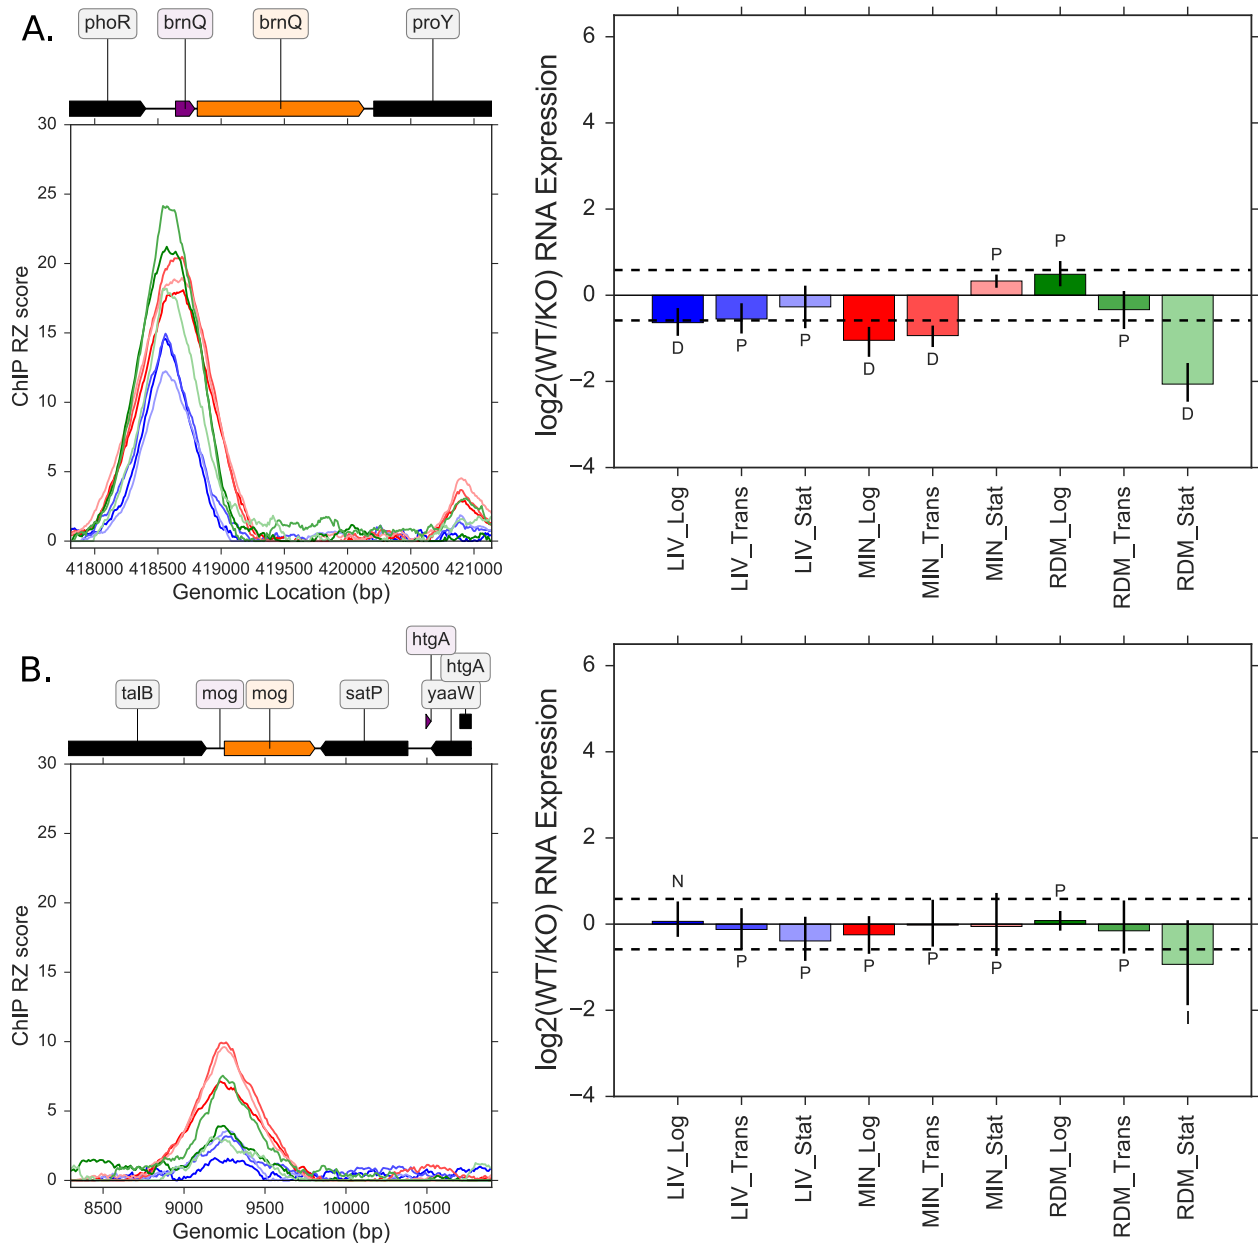 A.
phoR
brnQ
brnQ
proY
30
25
20
15
10
5
0
ChIP RZ score
418000 418500 419000 419500 420000 420500 421000
Genomic Location (bp)
6
4
2
0
−2
−4
log2(WT/KO) RNA Expression
D
P
P
D
D
P
P
P
D
LIV_Log
LIV_Trans
LIV_Stat
MIN_Log
MIN_Trans
MIN_Stat
RDM_Log
RDM_Trans
RDM_Stat
B.
htgA
htgA
talB
mog
mog
satP
yaaW
30
25
20
15
10
5
0
ChIP RZ score
8500 9000 9500 10000 10500
Genomic Location (bp)
6
4
2
0
−2
−4
log2(WT/KO) RNA Expression
N
P
P
P
P
P
P
P
I
LIV_Log
LIV_Trans
LIV_Stat
MIN_Log
MIN_Trans
MIN_Stat
RDM_Log
RDM_Trans
RDM_Stat